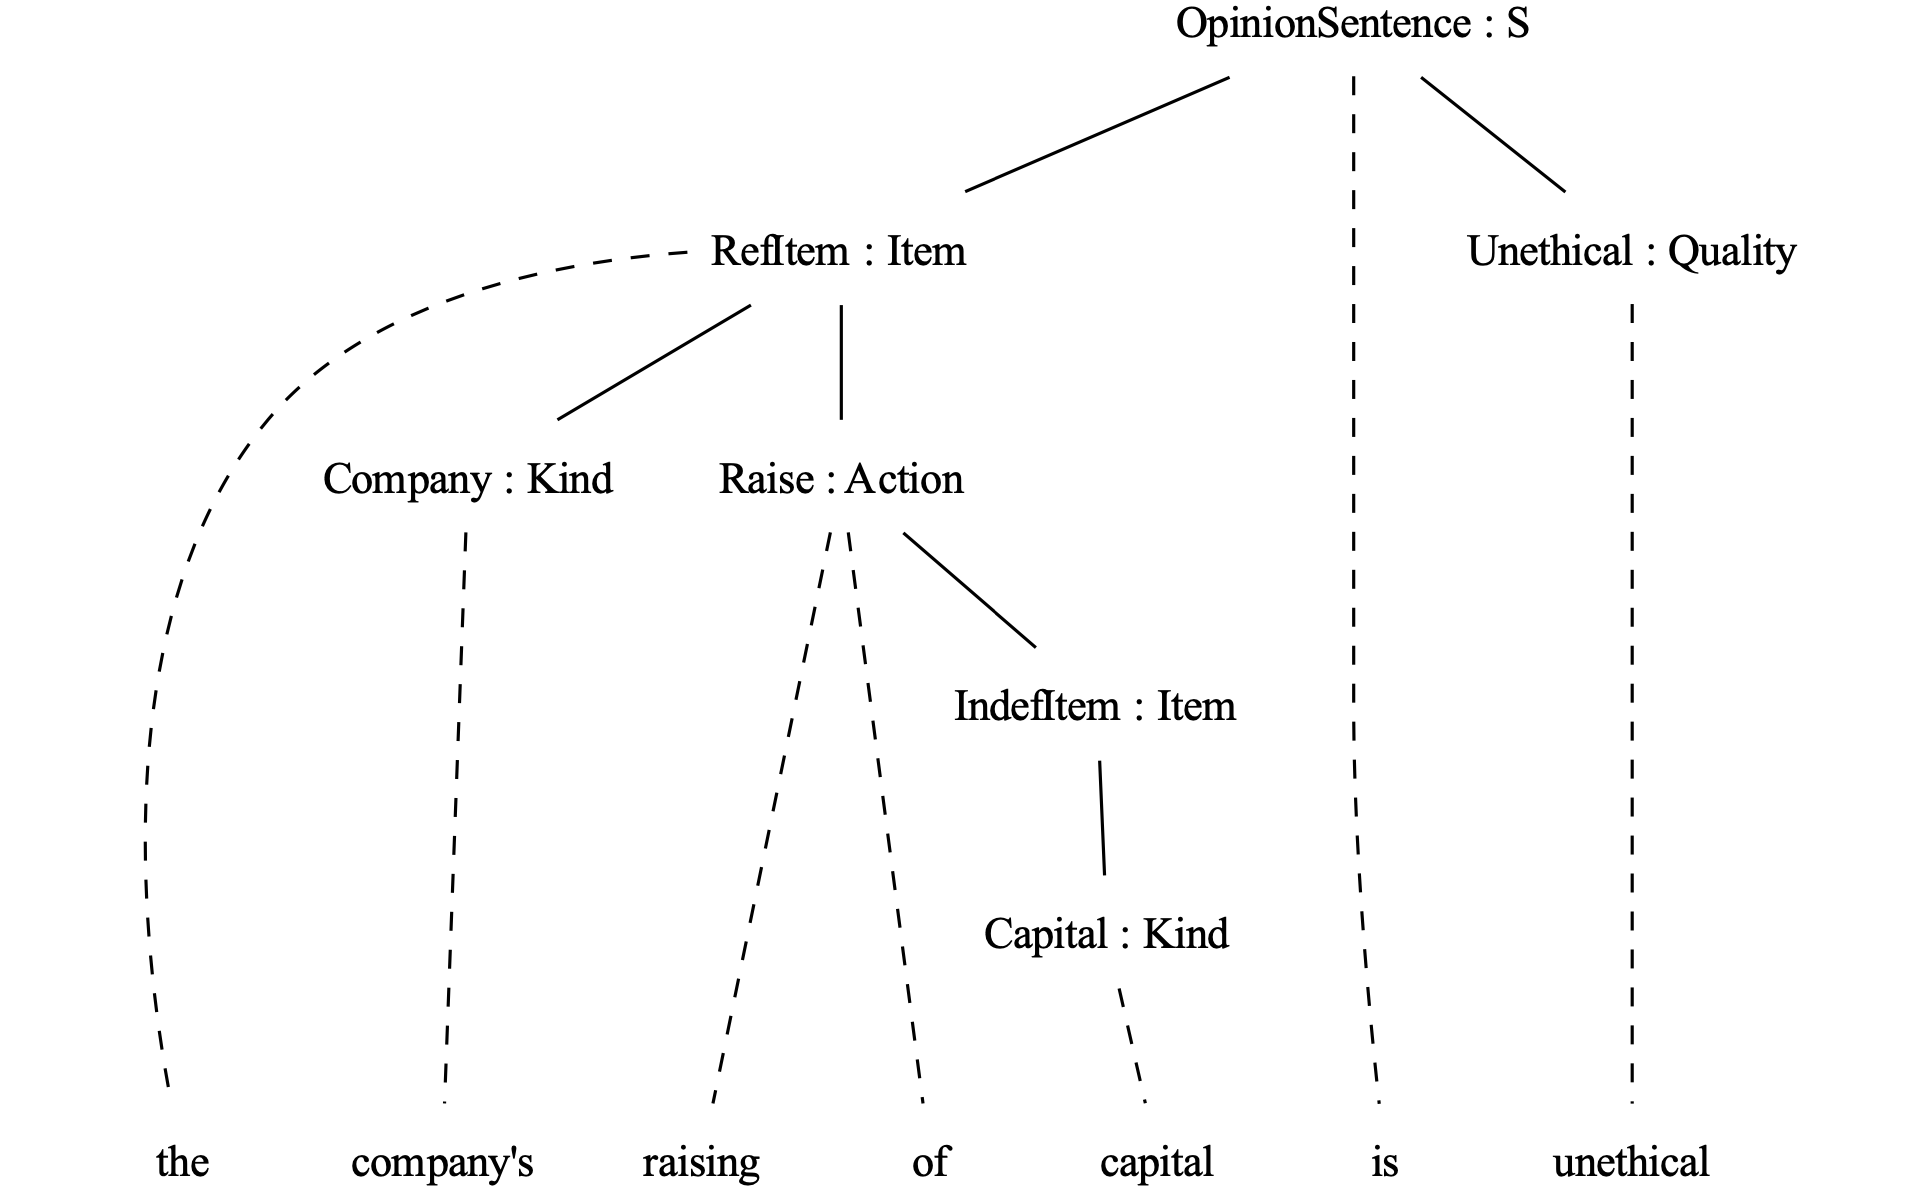 OpinionSentence : S
RefItem : Item
Unethical : Quality
Company : Kind
Raise : Action
IndefItem : Item
Capital : Kind
the company's raising of capital is unethical